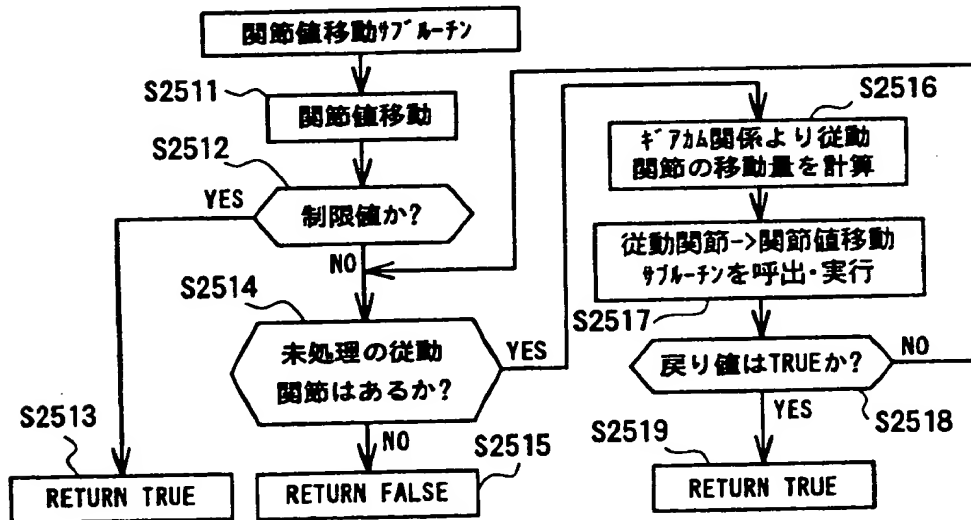 関節値移動ｻﾌﾞﾙｰﾁﾝ
S2511
関節値移動
S2512
YES
制限値か?
NO
S2514
未処理の従動
関節はあるか?
YES
NO
S2513
RETURN TRUE
S2515
RETURN FALSE
S2516
ｷﾞｱｶﾑ関係より従動
関節の移動量を計算
従動関節->関節値移動
ｻﾌﾞﾙｰﾁﾝを呼出・実行
S2517
戻り値はTRUEか?
NO
YES
S2518
S2519
RETURN TRUE